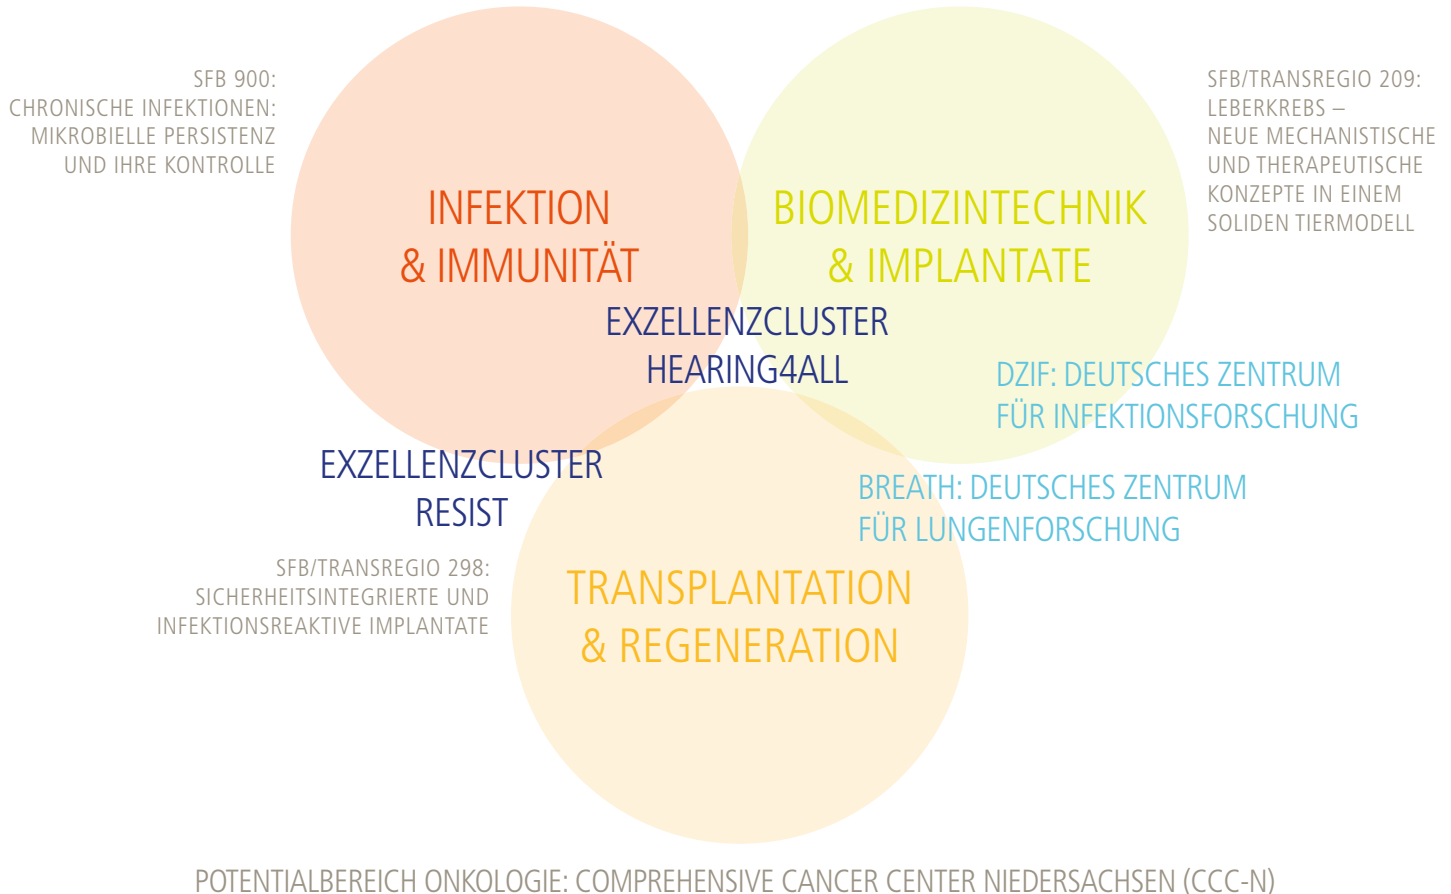 SFB 900:
CHRONISCHE INFEKTIONEN:
MIKROBIELLE PERSISTENZ
UND IHRE KONTROLLE
SFB/TRANSREGIO 209:
LEBERKREBS –
NEUE MECHANISTISCHE
UND THERAPEUTISCHE
KONZEPTE IN EINEM
SOLIDEN TIERMODELL
INFEKTION
& IMMUNITÄT
BIOMEDIZINTECHNIK
& IMPLANTATE
EXZELLENZCLUSTER
HEARING4ALL
DZIF: DEUTSCHES ZENTRUM
FÜR INFEKTIONSFORSCHUNG
EXZELLENZCLUSTER
RESIST
BREATH: DEUTSCHES ZENTRUM
FÜR LUNGENFORSCHUNG
SFB/TRANSREGIO 298:
SICHERHEITSINTEGRIERTE UND
INFEKTIONSREAKTIVE IMPLANTATE
TRANSPLANTATION
& REGENERATION
POTENTIALBEREICH ONKOLOGIE: COMPREHENSIVE CANCER CENTER NIEDERSACHSEN (CCC-N)